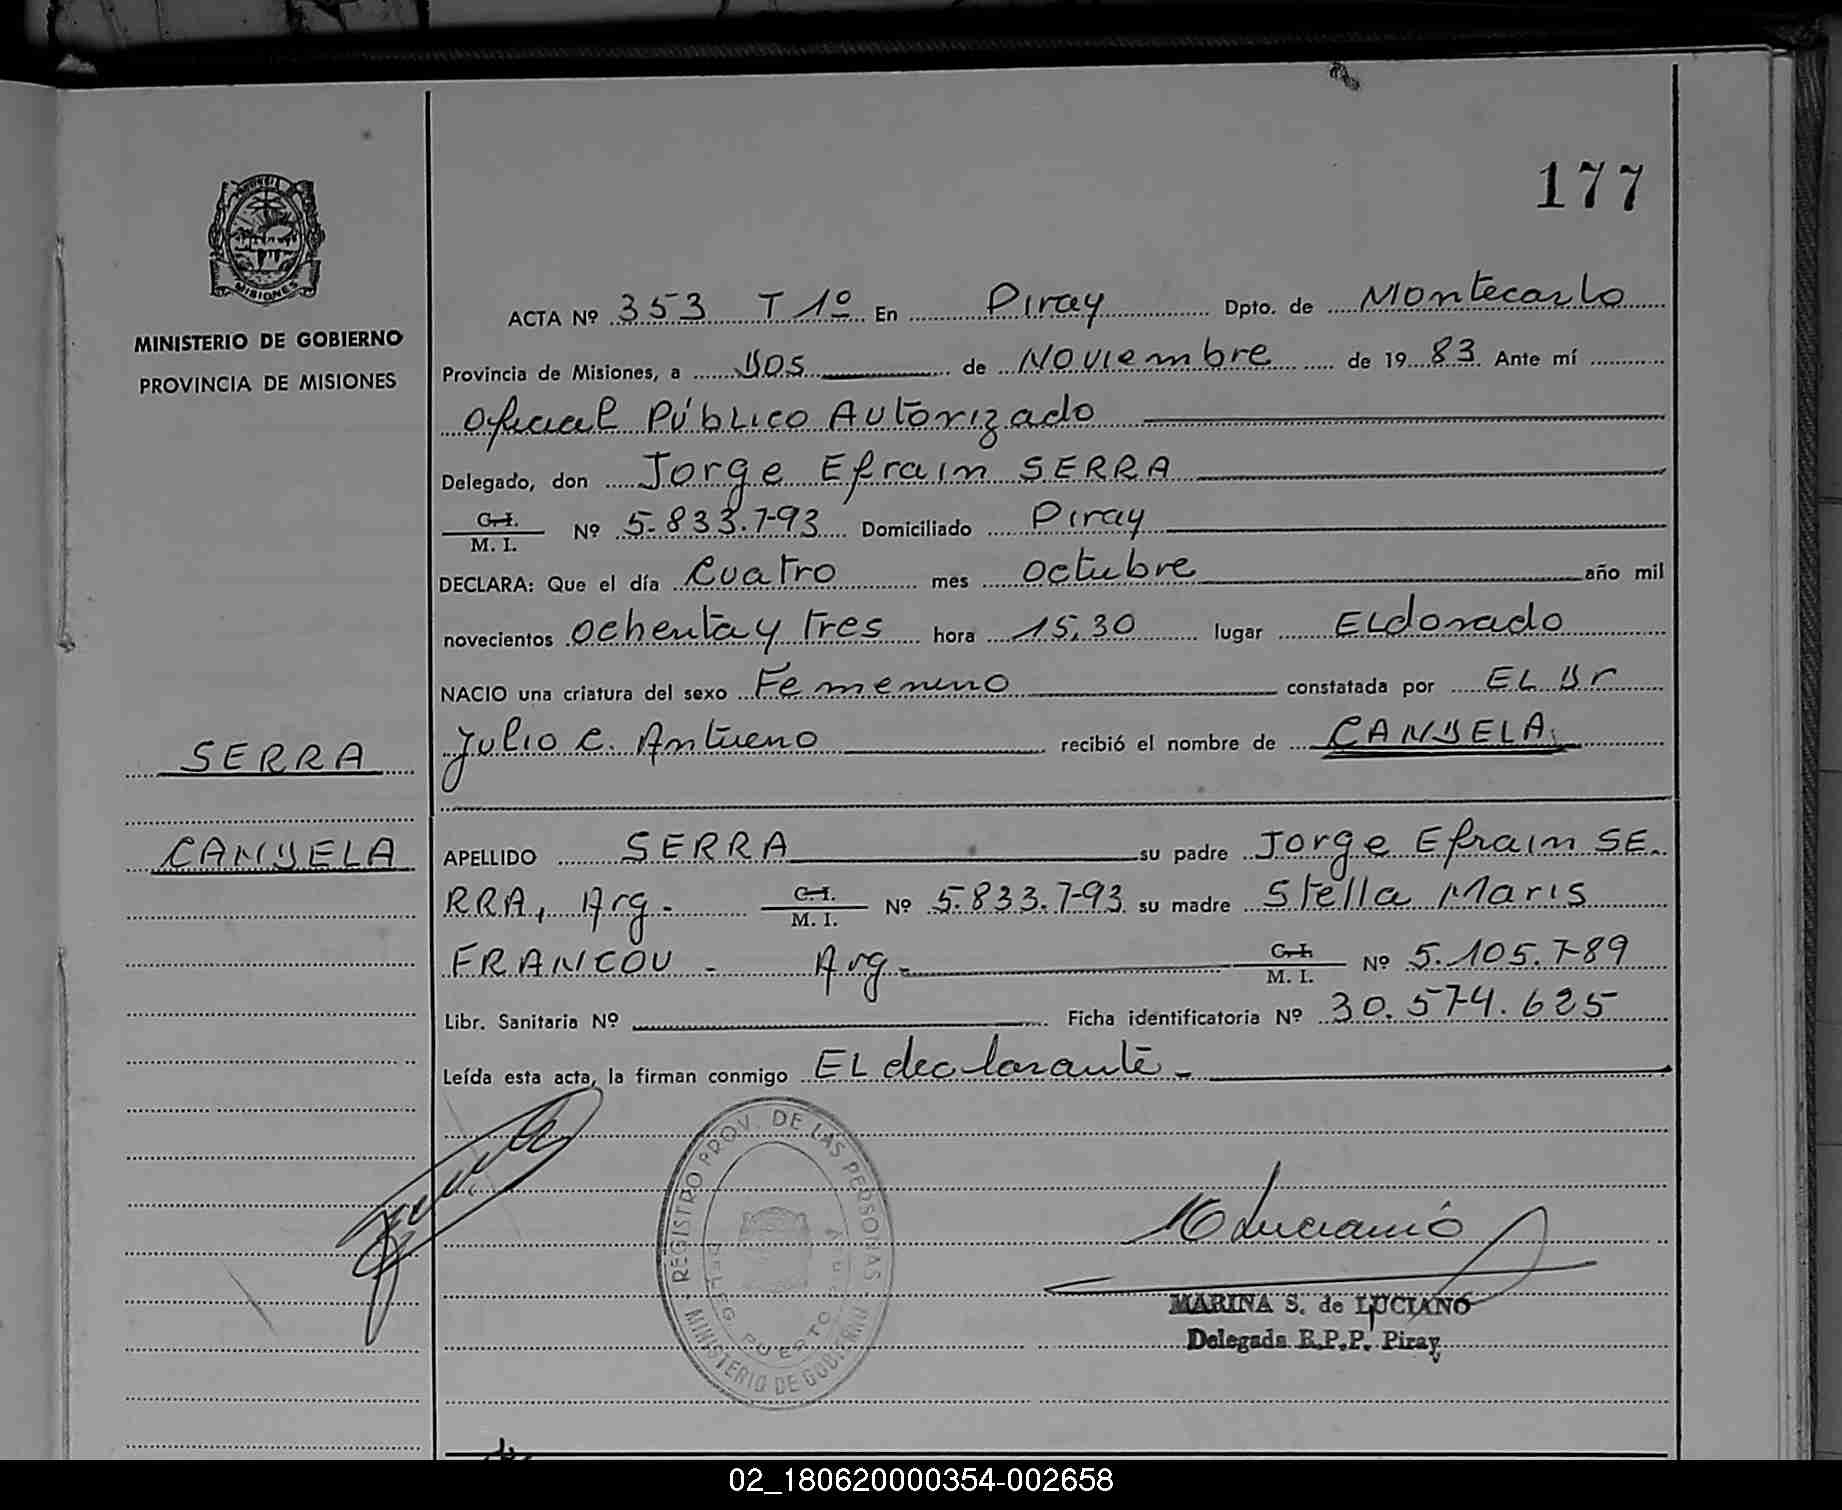 177
MISIONES
MINISTERIO DE GOBIERNO
PROVINCIA DE MISIONES
ACTA Nº 353 T 1º En Piray Dpto. de Montecarlo
Provincia de Misiones, a DOS de Noviembre de 19 83 Ante mí
Oficial Público Autorizado
Delegado, don Jorge Efrain SERRA
C.I. M. I. Nº 5.833.793 Domiciliado Piray
DECLARA: Que el día Cuatro mes octubre año mil
novecientos ochenta y tres hora 15,30 lugar ELdorado
NACIO una criatura del sexo Femenino constatada por EL Dr
Julio C. Antueno recibió el nombre de CANDELA.
SERRA
CANDELA
APELLIDO SERRA su padre Jorge Efrain SE-
RRA, Arg. C.I. M. I. Nº 5.833.793 su madre Stella Maris
FRANCOU - Arg. C.I. M. I. Nº 5.105.789
Libr. Sanitaria Nº Ficha identificatoria Nº 30.574.625
Leída esta acta, la firman conmigo EL declarante -
REGISTRO PROV. DE LAS PERSONAS
MINISTERIO DE GOBIERNO
PUERTO
MARINA S. de LUCIANO
Delegada R.P.P. Piray
02_180620000354-002658